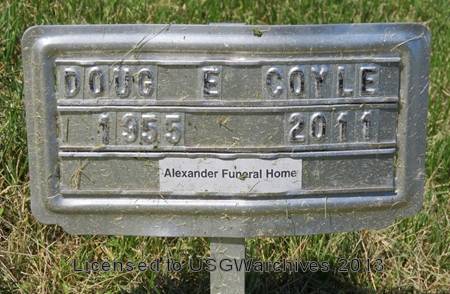 DOUG E COYLE
1955 2011
Alexander Funeral Home
Licensed to USGWarchives 2013